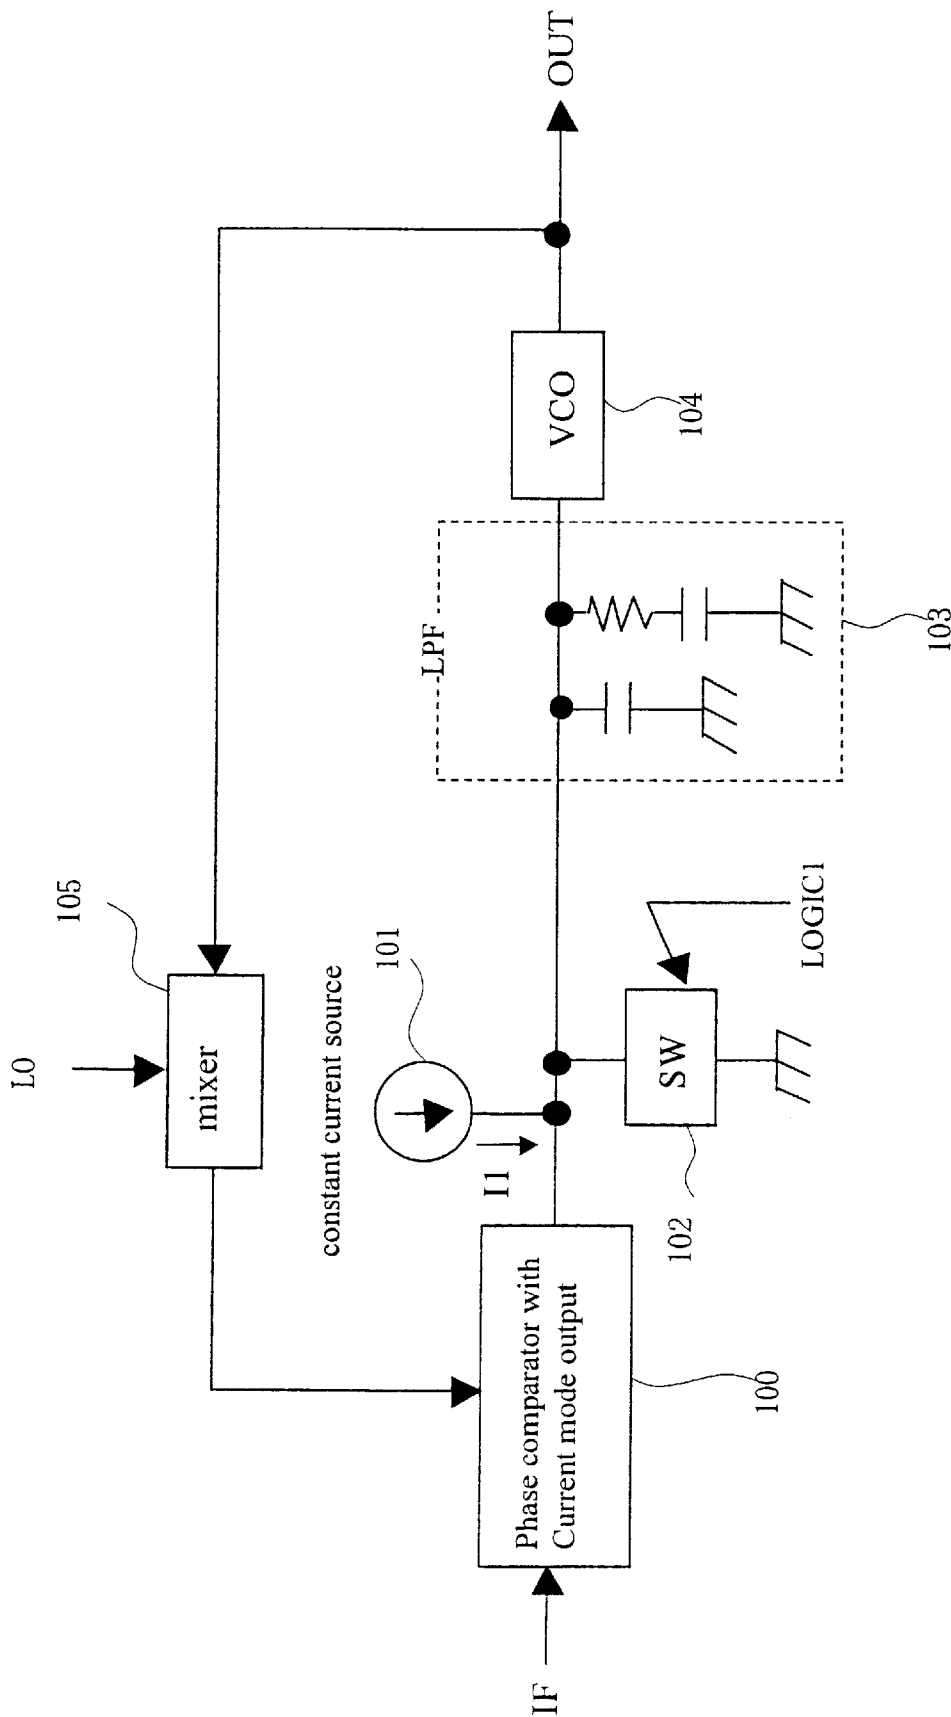 LO
105
mixer
constant current source
101
I1
IF
Phase comparator with
Current mode output
100
102
SW
LOGIC1
LPF
103
VCO
104
OUT